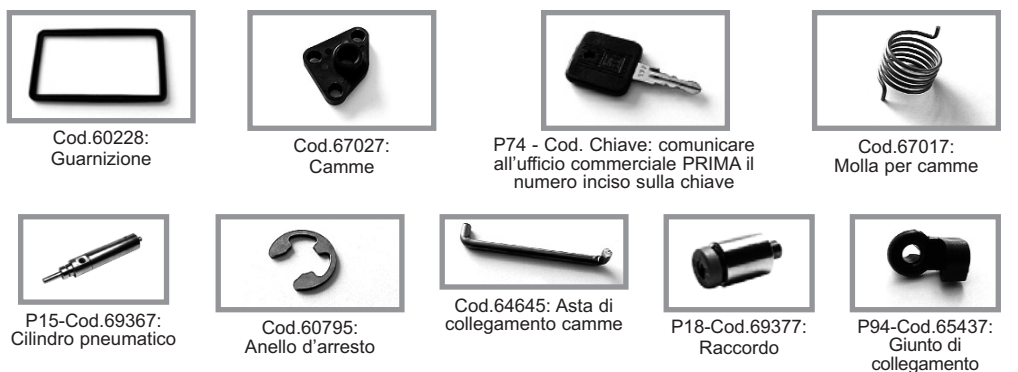 Cod.60228:
Guarnizione
Cod.67027:
Camme
P74 - Cod. Chiave: comunicare
all’ufficio commerciale PRIMA il
numero inciso sulla chiave
Cod.67017:
Molla per camme
P15-Cod.69367:
Cilindro pneumatico
Cod.60795:
Anello d’arresto
Cod.64645: Asta di
collegamento camme
P18-Cod.69377:
Raccordo
P94-Cod.65437:
Giunto di
collegamento